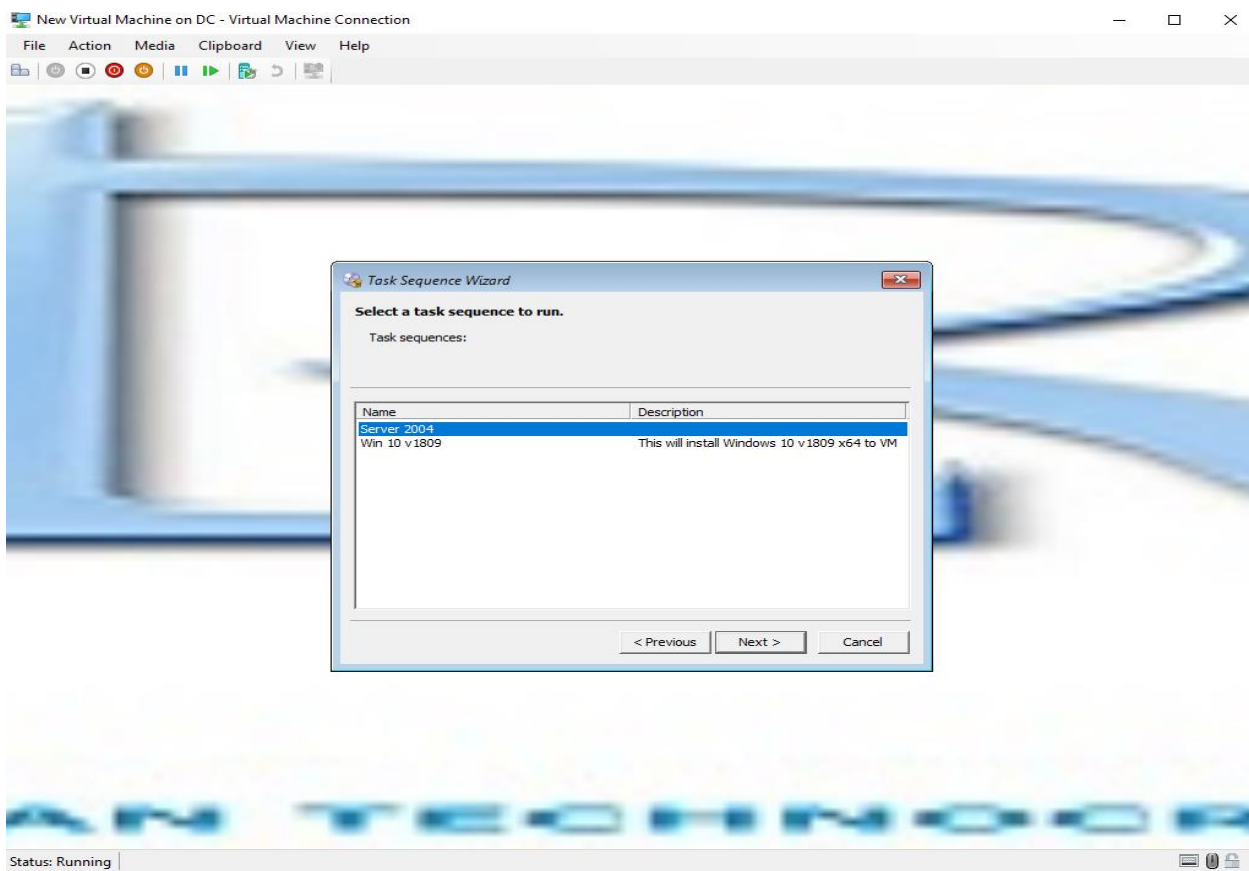 New Virtual Machine on DC - Virtual Machine Connection
File Action Media Clipboard View Help
Task Sequence Wizard
Select a task sequence to run.
Task sequences:
Name Description
Server 2004
Win 10 v1809 This will install Windows 10 v1809 x64 to VM
< Previous Next > Cancel
AN TECHNOCR
Status: Running